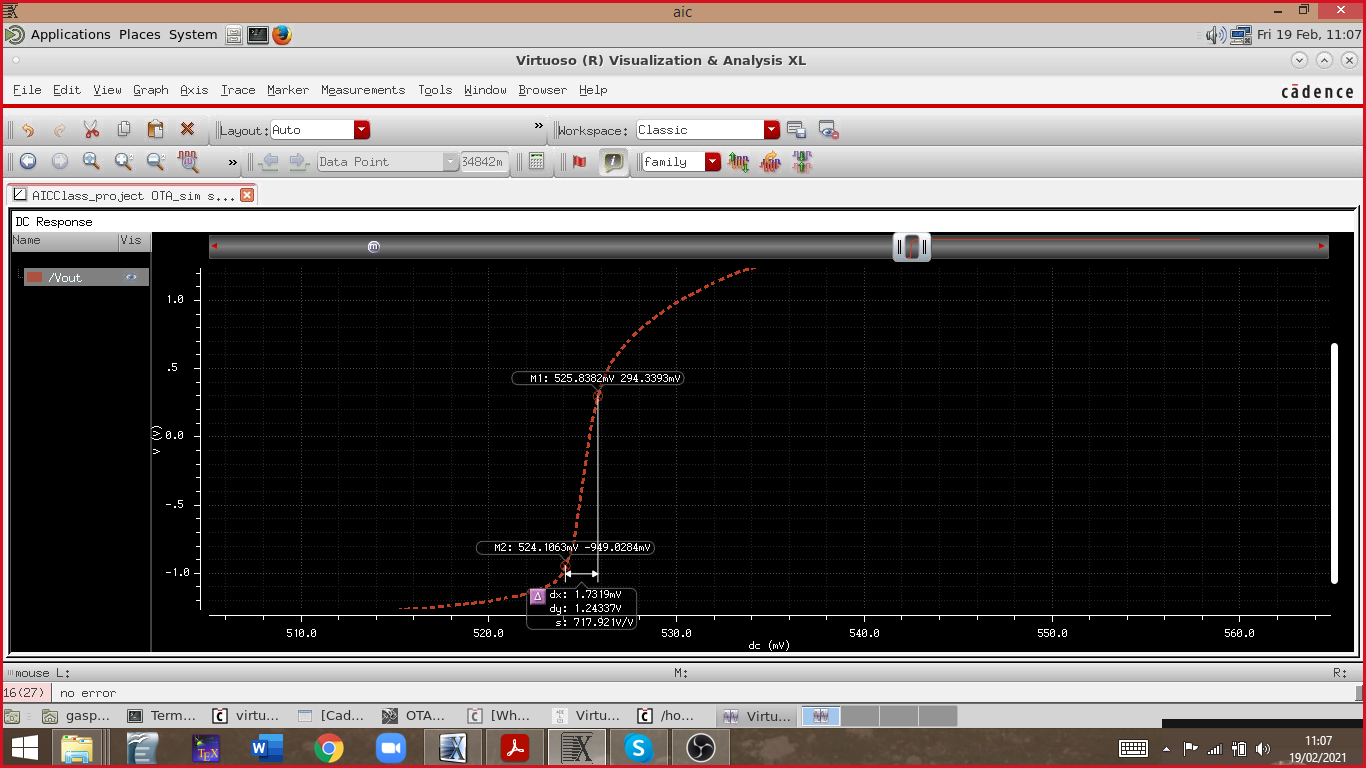 aic
Applications Places System
Fri 19 Feb, 11:07
Virtuoso (R) Visualization & Analysis XL
File Edit View Graph Axis Trace Marker Measurements Tools Window Browser Help
cādence
Layout: Auto
»
Workspace: Classic
»
Data Point
34842m
family
AICClass_project OTA_sim s...
DC Response
Name Vis
m
/Vout
1.0
.5
0.0
-.5
-1.0
V (V)
M1: 525.8382mV 294.3393mV
M2: 524.1063mV -949.0284mV
Δ
dx: 1.7319mV
dy: 1.24337V
s: 717.921V/V
510.0 520.0 530.0 540.0 550.0 560.0
dc (mV)
mouse L: M: R:
16(27) no error
gasp... Term... virtu... [Cad... OTA... [Wh... Virtu... /ho... Virtu...
11:07
19/02/2021